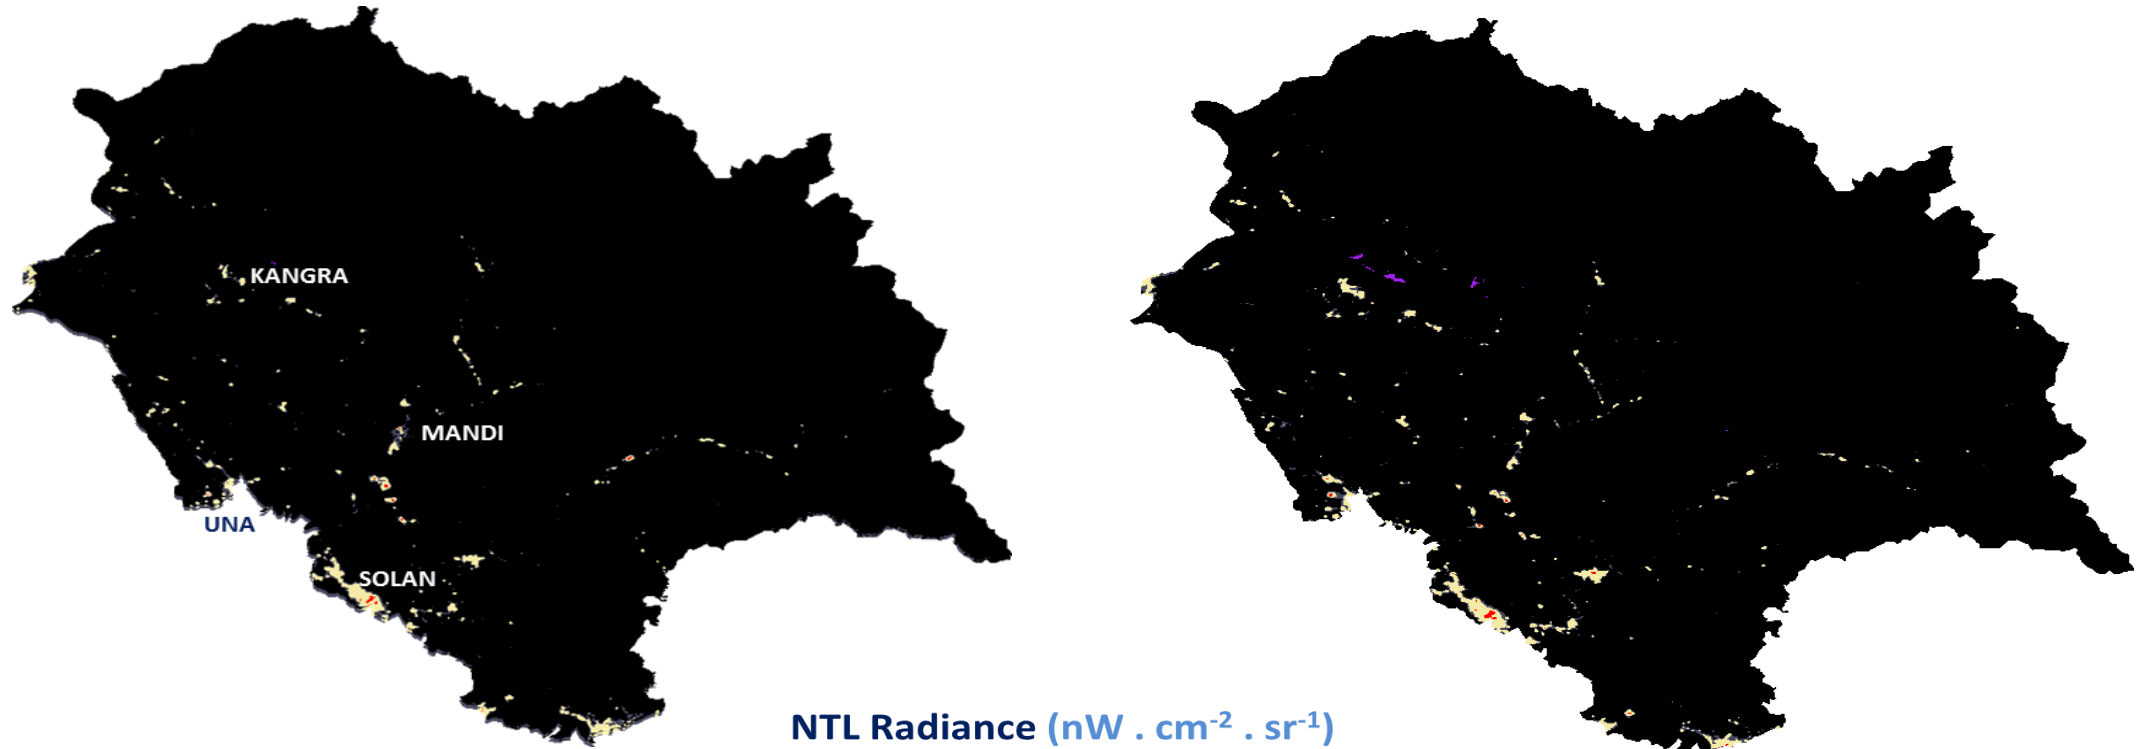 KANGRA
MANDI
UNA
SOLAN
NTL Radiance (nW . cm⁻² . sr⁻¹)